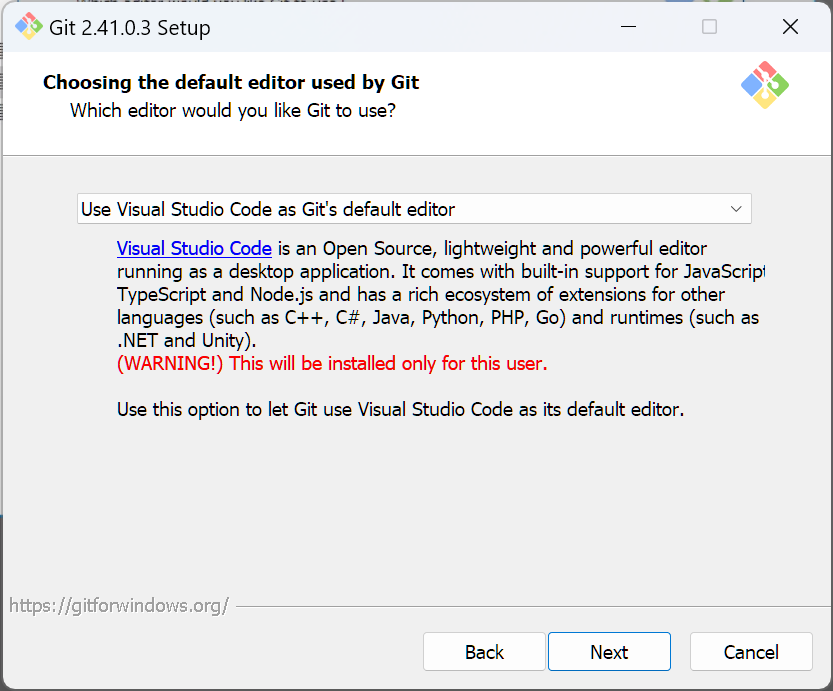 Git 2.41.0.3 Setup
Choosing the default editor used by Git
Which editor would you like Git to use?
Use Visual Studio Code as Git's default editor
Visual Studio Code is an Open Source, lightweight and powerful editor
running as a desktop application. It comes with built-in support for JavaScript
TypeScript and Node.js and has a rich ecosystem of extensions for other
languages (such as C++, C#, Java, Python, PHP, Go) and runtimes (such as
.NET and Unity).
(WARNING!) This will be installed only for this user.
Use this option to let Git use Visual Studio Code as its default editor.
https://gitforwindows.org/
Back
Next
Cancel